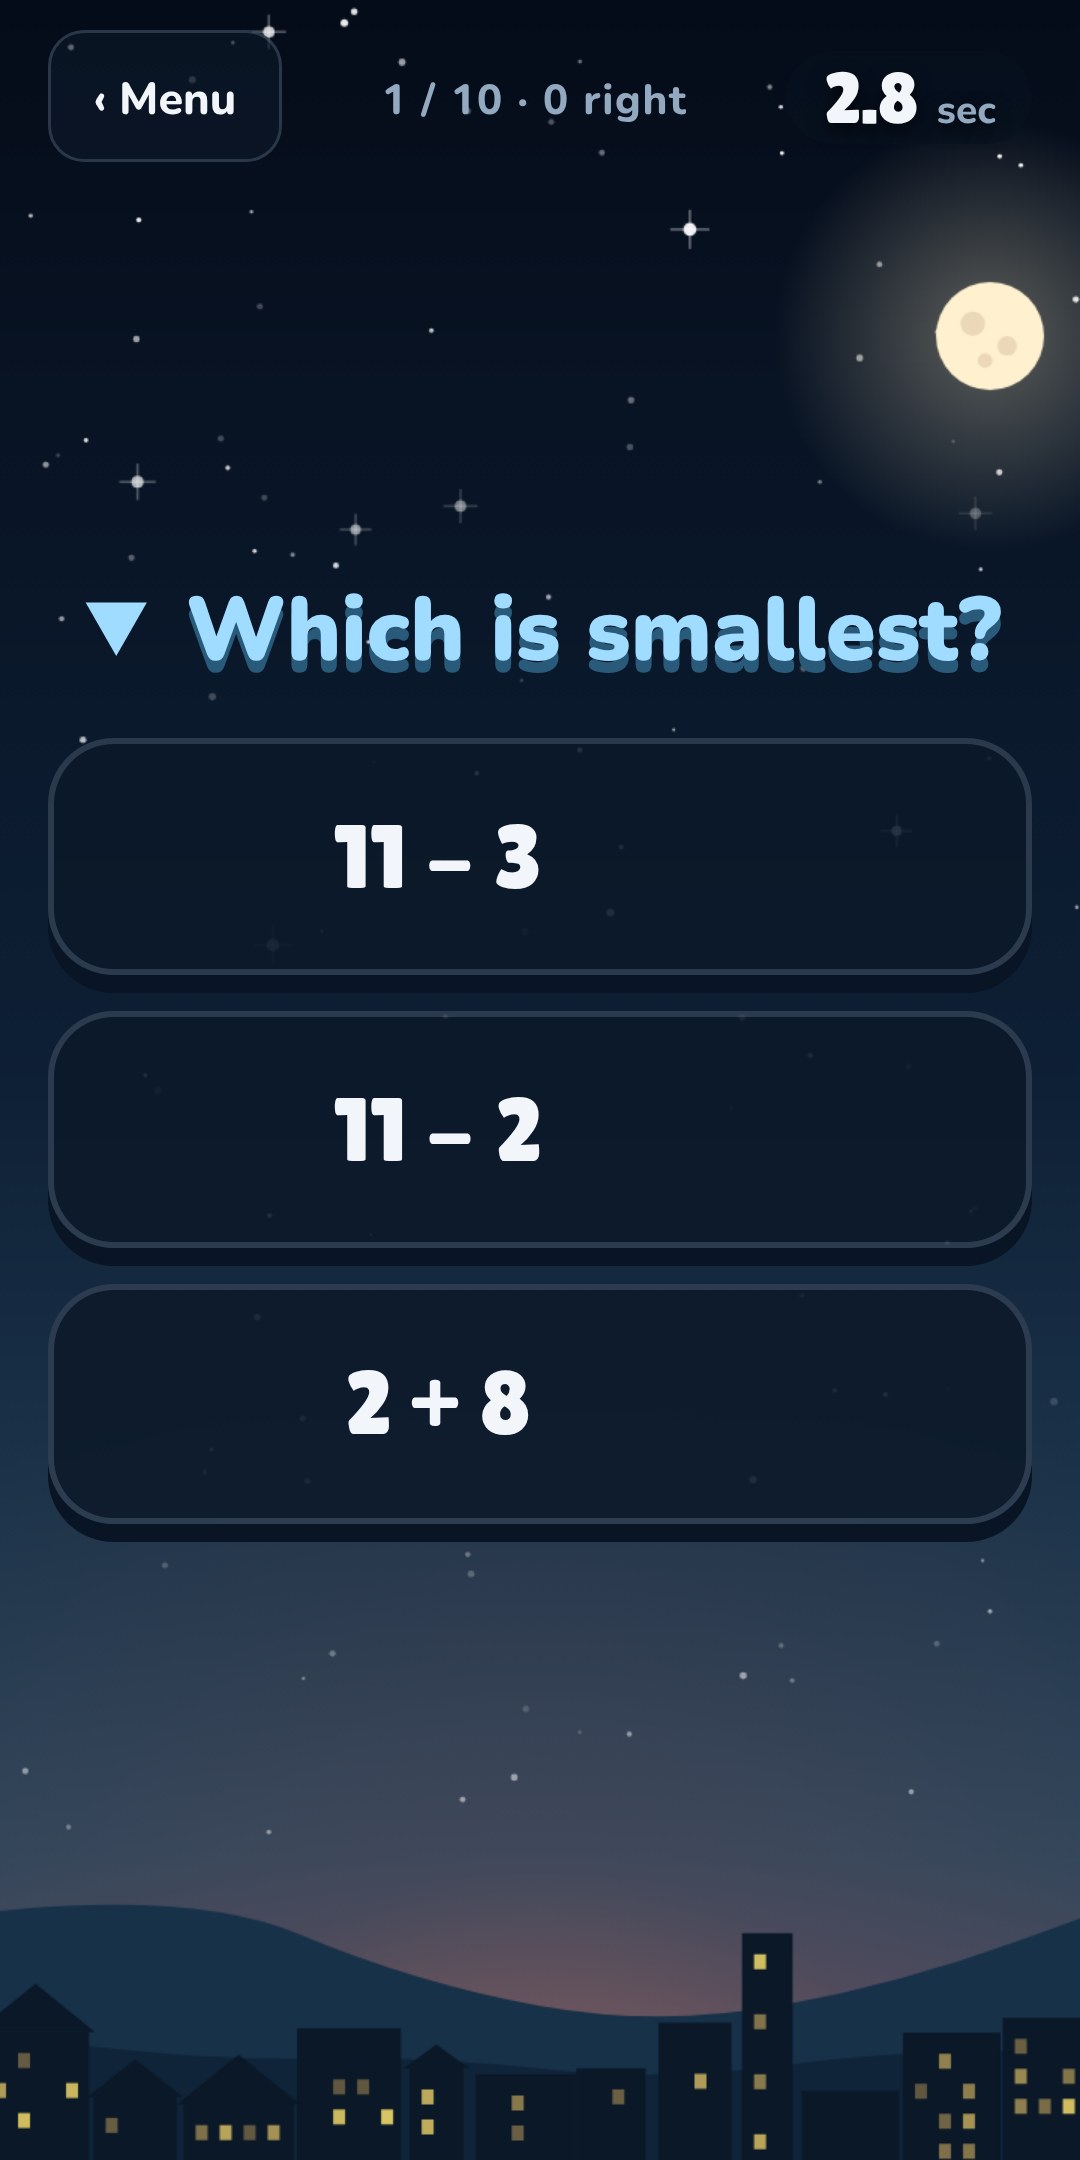 ‹ Menu
1 / 10 · 0 right
2.8 sec
▼ Which is smallest?
11 – 3
11 – 2
2 + 8